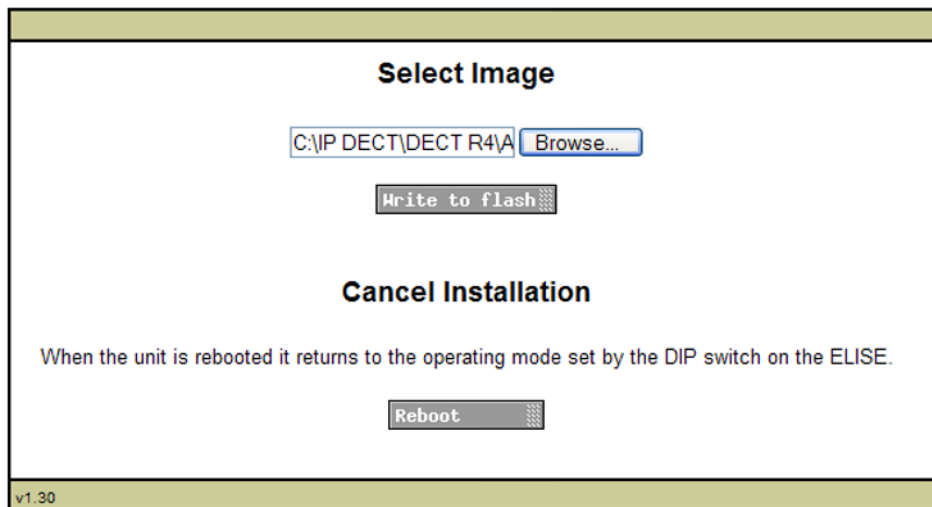 Select Image
C:\IP DECT\DECT R4\A Browse...
Write to flash
Cancel Installation
When the unit is rebooted it returns to the operating mode set by the DIP switch on the ELISE.
Reboot
v1.30